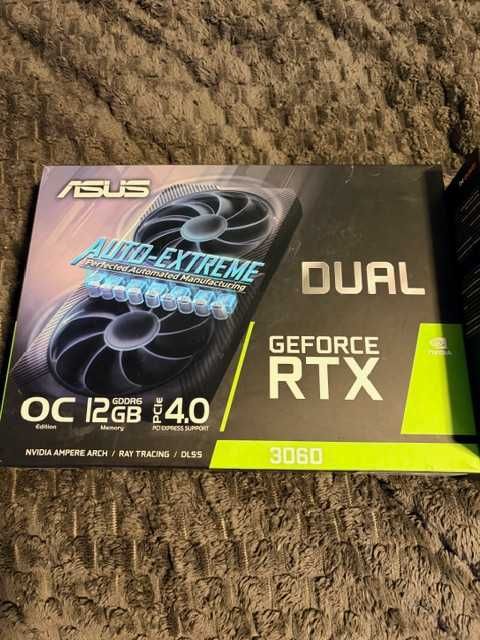 ASUS
AUTO-EXTREME
Perfected Automated Manufacturing
DUAL
GEFORCE
RTX
NVIDIA
OC
Edition
12GB
GDDR6
Memory
PCIE
4.0
PCI EXPRESS SUPPORT
NVIDIA AMPERE ARCH / RAY TRACING / DLSS
3060